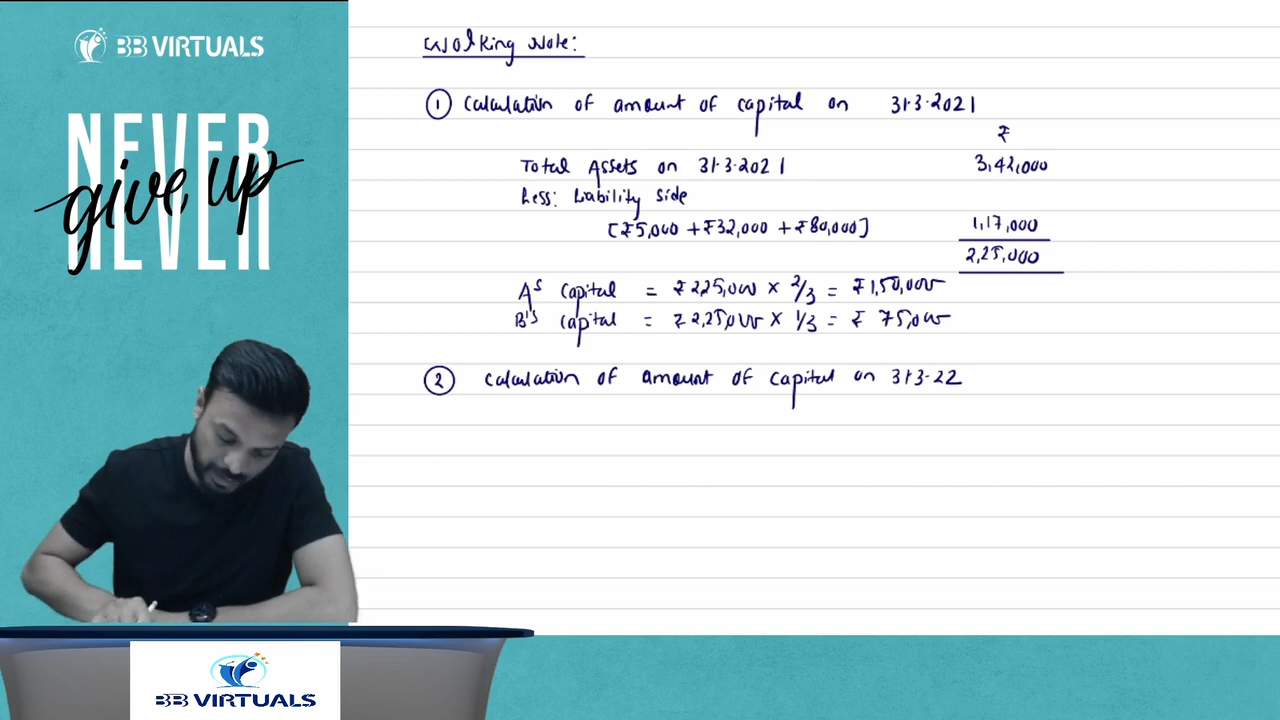 BB VIRTUALS
NEVER
give up
NEVER
BB VIRTUALS
Working Note:
① Calculation of amount of capital on 31.3.2021
₹
Total Assets on 31.3.2021 3,42,000
Less: Liability side
[₹5,000 + ₹32,000 + ₹80,000] 1,17,000
2,25,000
A's Capital = ₹225,000 × 2/3 = ₹1,50,000
B's Capital = ₹2,25,000 × 1/3 = ₹75,000
② Calculation of amount of capital on 31.3.22